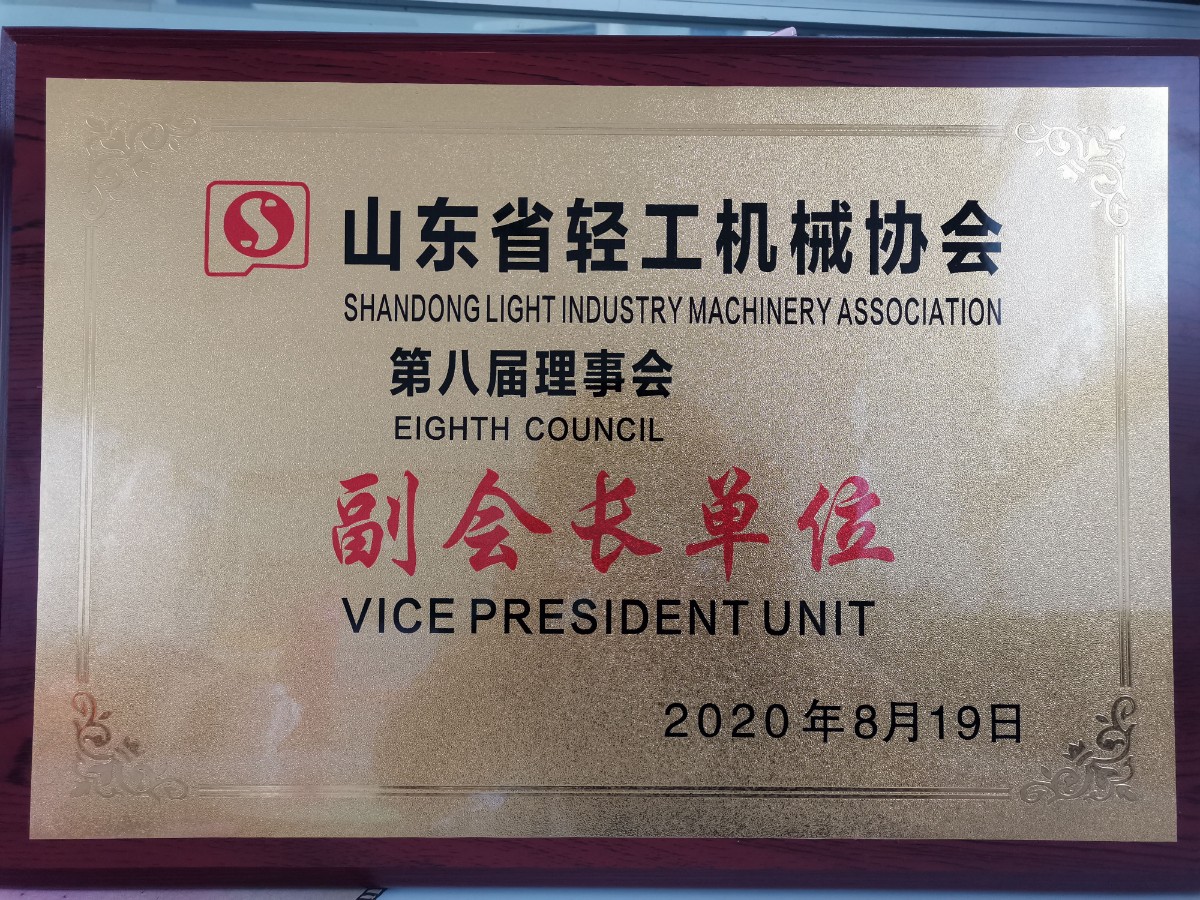 山东省轻工机械协会
SHANDONG LIGHT INDUSTRY MACHINERY ASSOCIATION
第八届理事会
EIGHTH COUNCIL
副会长单位
VICE PRESIDENT UNIT
2020年8月19日